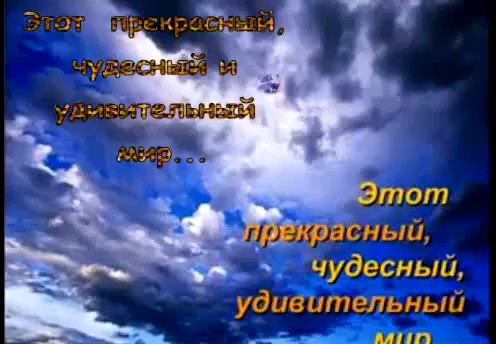 Этот прекрасный,
чудесный и
удивительный
мир...
Этот
прекрасный,
чудесный,
удивительный
мир